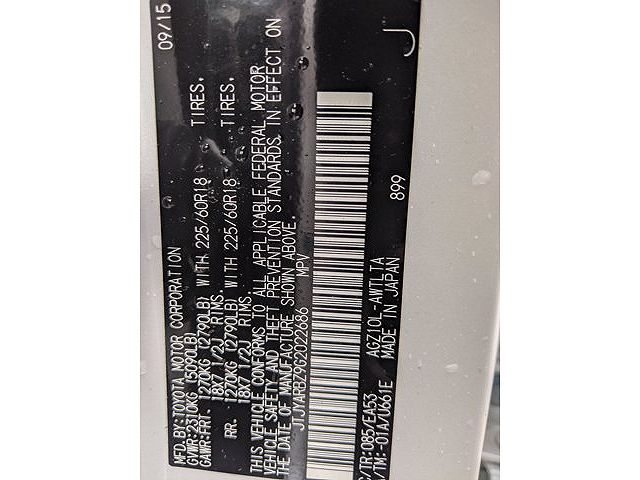 MFD.BY:TOYOTA MOTOR CORPORATION 09/15
GVWR:2310KG (5090LB)
GAWR:FRT. 1270KG (2790LB) WITH 225/60R18 TIRES,
18X7 1/2J RIMS.
RR. 1270KG (2790LB) WITH 225/60R18 TIRES,
18X7 1/2J RIMS.
THIS VEHICLE CONFORMS TO ALL APPLICABLE FEDERAL MOTOR
VEHICLE SAFETY AND THEFT PREVENTION STANDARDS IN EFFECT ON
THE DATE OF MANUFACTURE SHOWN ABOVE.
JTJYARBZ9G2022686 MPV
C/TR:085/EA53 AGZ10L-AWTLTA J
/TM:-01A/U661E MADE IN JAPAN 899